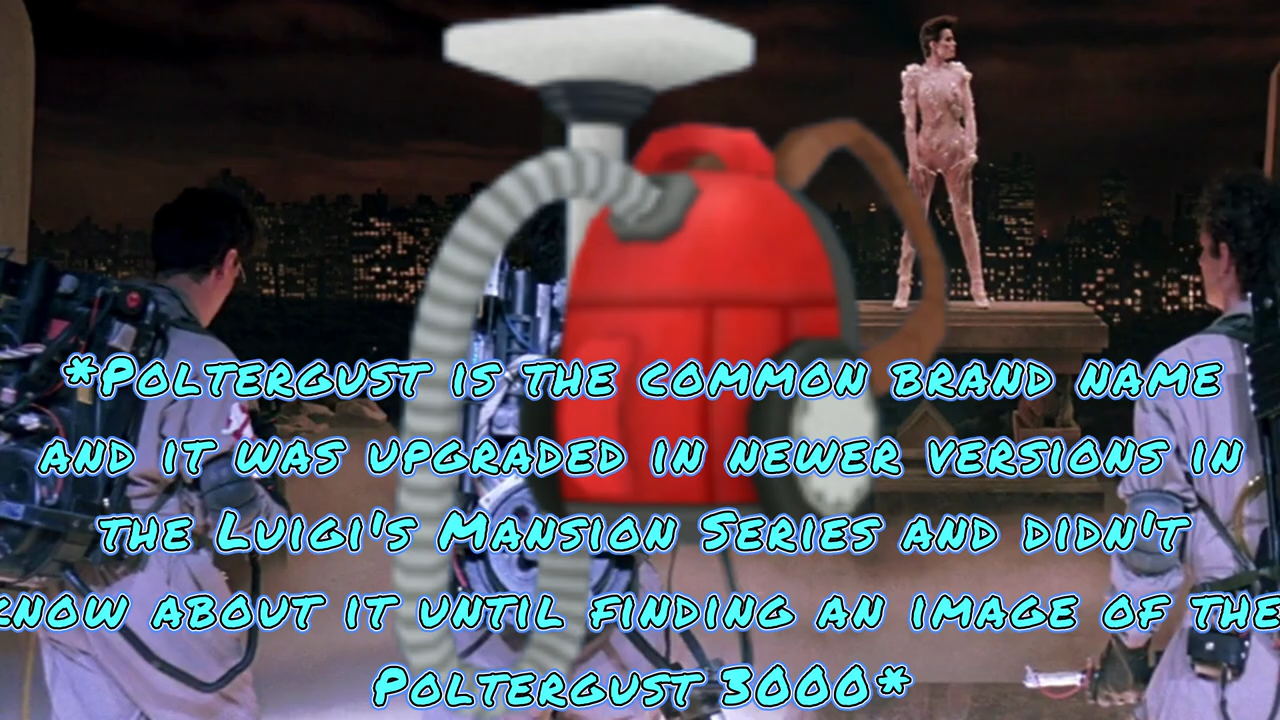 *Poltergust is the common brand name
and it was upgraded in newer versions in
the Luigi's Mansion Series and didn't
know about it until finding an image of the
Poltergust 3000*